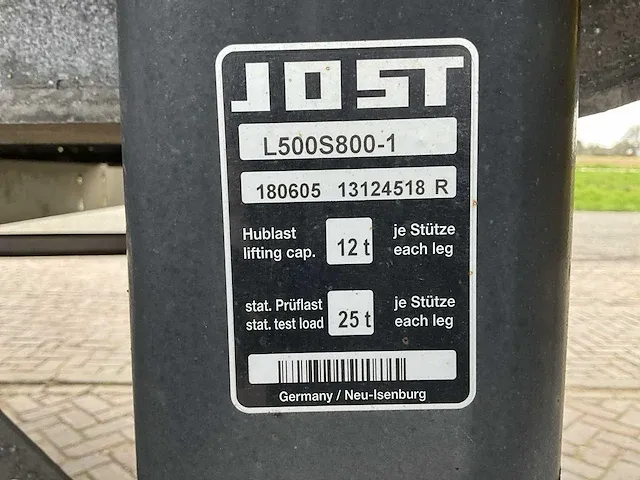 JOST
L500S800-1
180605 13124518 R
Hublast
lifting cap.
12 t
je Stütze
each leg
stat. Prüflast
stat. test load
25 t
je Stütze
each leg
Germany / Neu-Isenburg